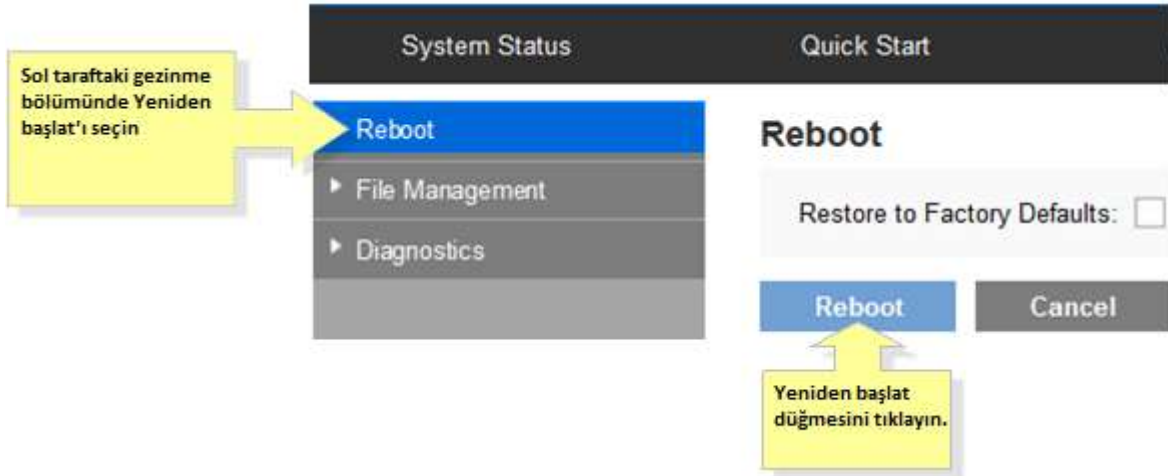 System Status
Quick Start
Sol taraftaki gezinme
bölümünde Yeniden
başlat’ı seçin
Reboot
File Management
Diagnostics
Reboot
Restore to Factory Defaults:
Reboot
Cancel
Yeniden başlat
düğmesini tıklayın.